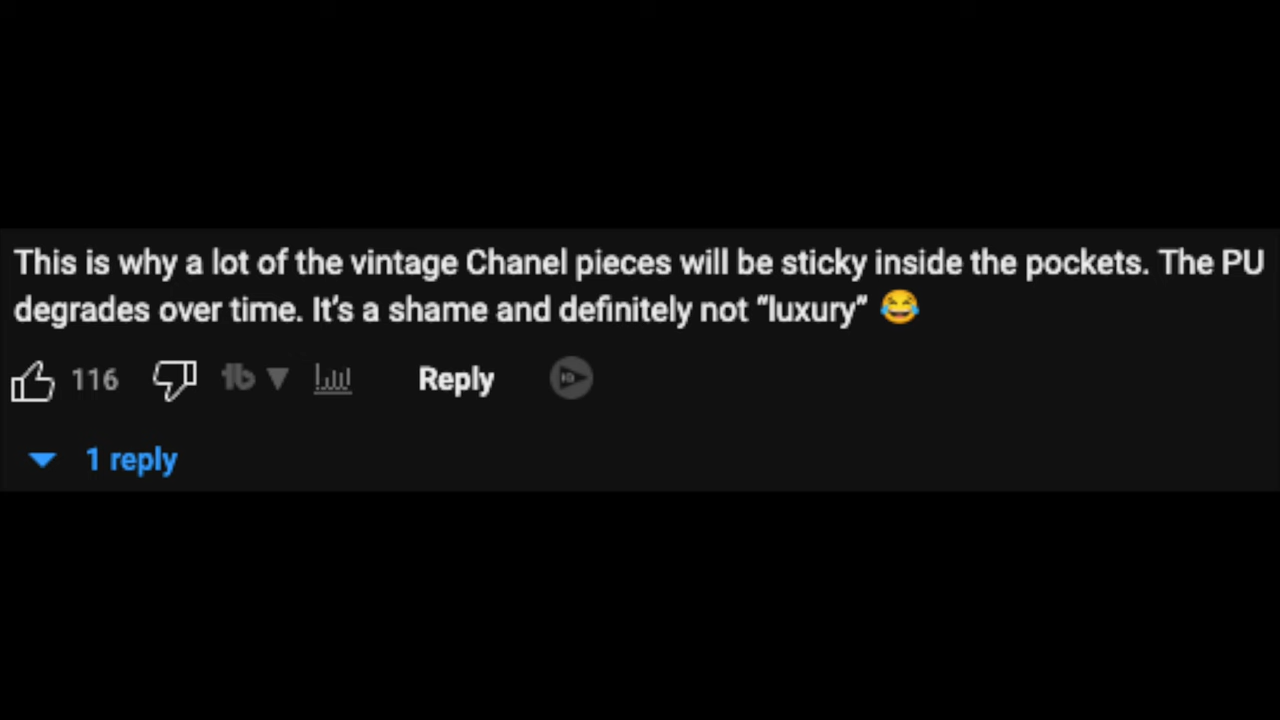 This is why a lot of the vintage Chanel pieces will be sticky inside the pockets. The PU
degrades over time. It’s a shame and definitely not “luxury” 😂
116 Reply
1 reply